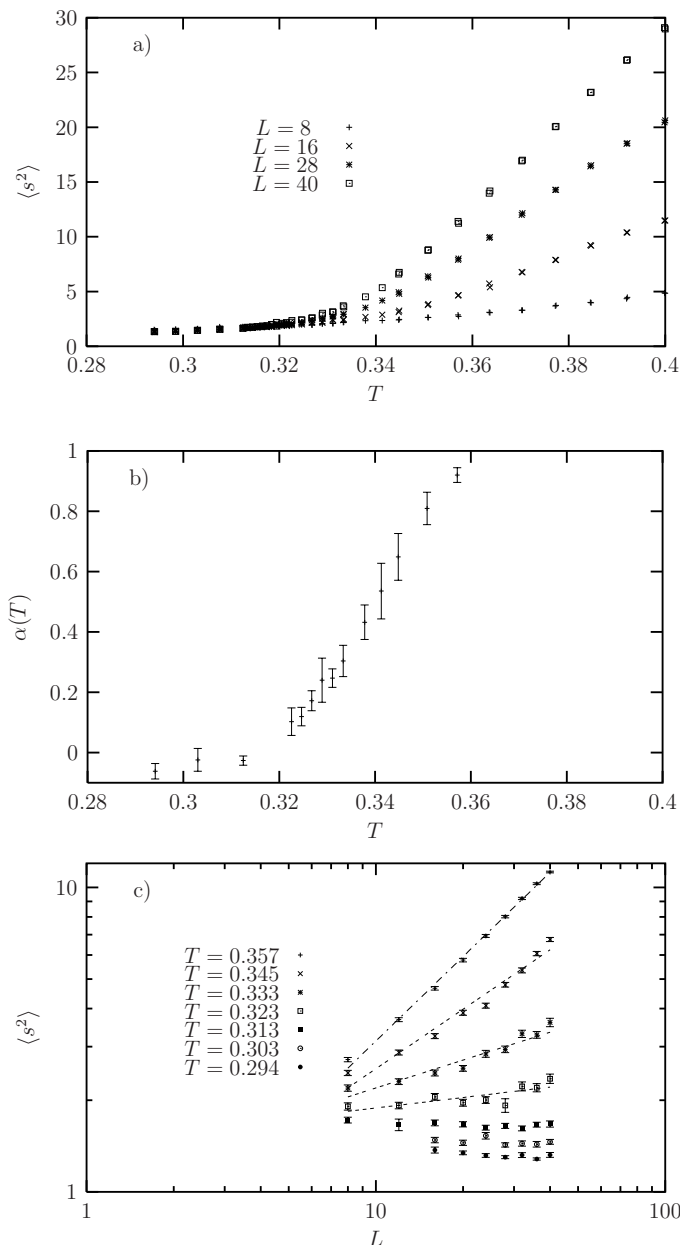 30
25
20
15
10
5
0
⟨s²⟩
a)
L = 8
L = 16
L = 28
L = 40
0.28 0.3 0.32 0.34 0.36 0.38 0.4
T
1
0.8
0.6
0.4
0.2
0
α(T)
b)
0.28 0.3 0.32 0.34 0.36 0.38 0.4
T
10
1
⟨s²⟩
c)
T = 0.357
T = 0.345
T = 0.333
T = 0.323
T = 0.313
T = 0.303
T = 0.294
1 10 100
L